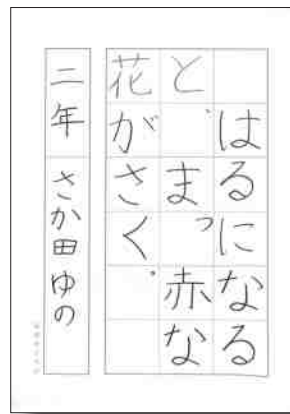 はるになる
と、まっ赤な
花がさく。
二年 さか田ゆの